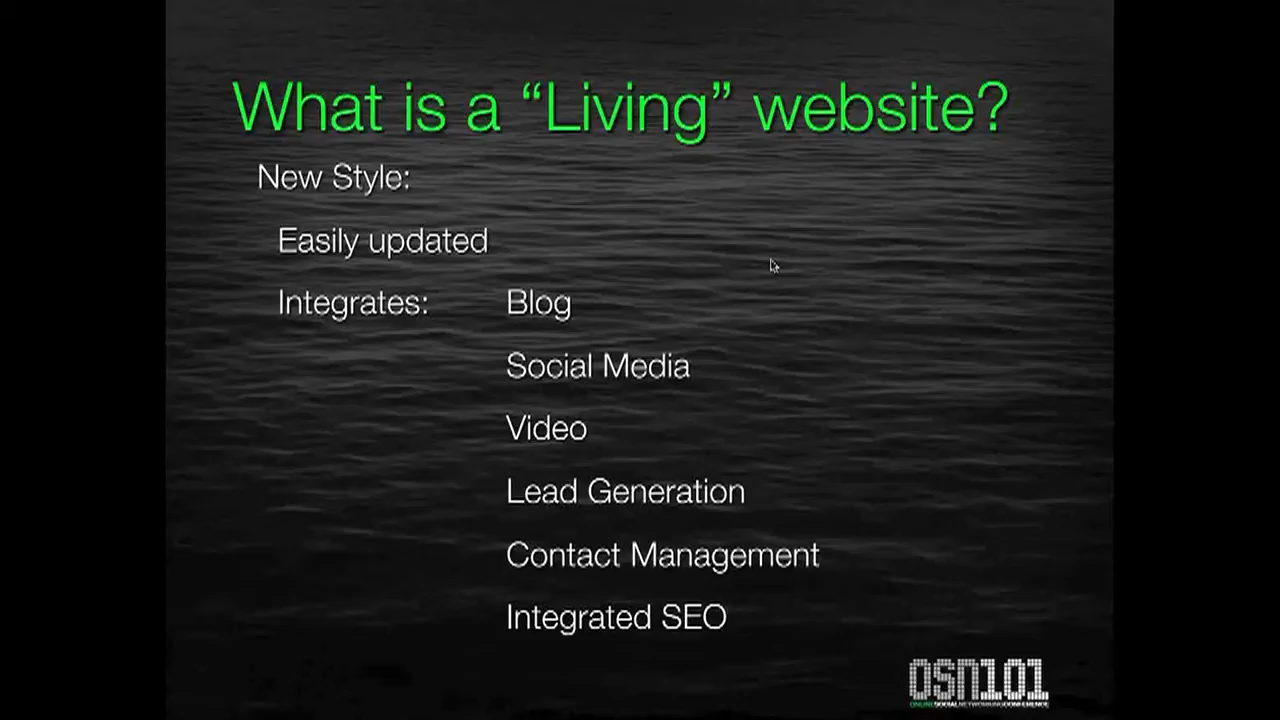 What is a “Living” website?
New Style:
Easily updated
Integrates: Blog
Social Media
Video
Lead Generation
Contact Management
Integrated SEO
OSN101
ONLINESOCIALNETWORKINGCONFERENCE